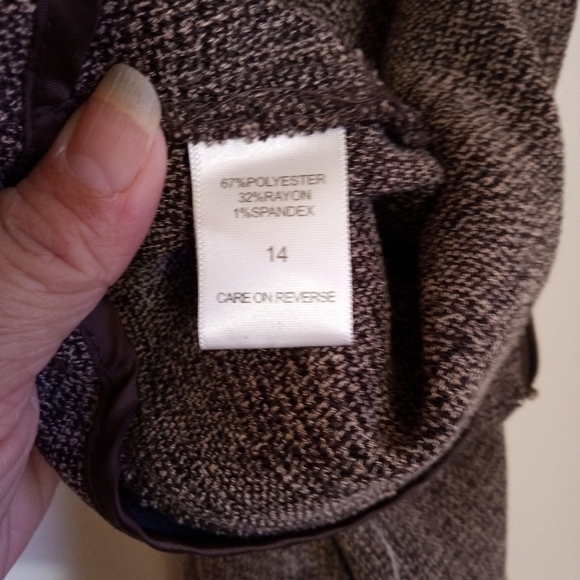 67%POLYESTER
32%RAYON
1%SPANDEX
14
CARE ON REVERSE